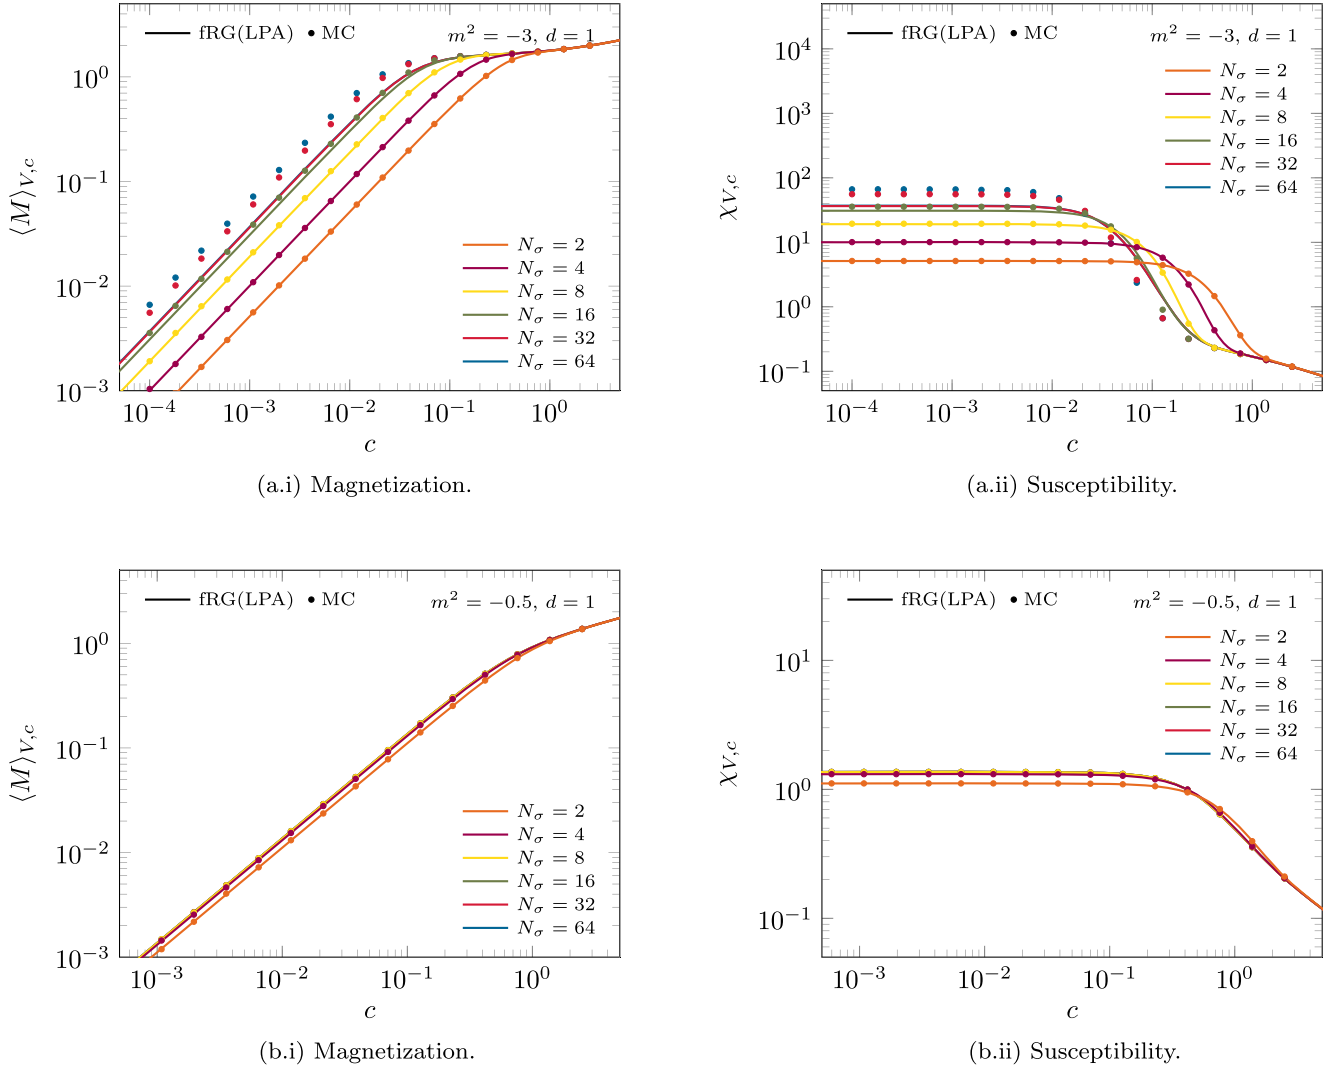 fRG(LPA) MC m² = −3, d = 1
10⁰
10⁻¹
10⁻²
10⁻³
⟨M⟩V,c
Nσ = 2
Nσ = 4
Nσ = 8
Nσ = 16
Nσ = 32
Nσ = 64
10⁻⁴ 10⁻³ 10⁻² 10⁻¹ 10⁰
c
(a.i) Magnetization.
fRG(LPA) MC m² = −3, d = 1
10⁴
10³
10²
10¹
10⁰
10⁻¹
χV,c
Nσ = 2
Nσ = 4
Nσ = 8
Nσ = 16
Nσ = 32
Nσ = 64
10⁻⁴ 10⁻³ 10⁻² 10⁻¹ 10⁰
c
(a.ii) Susceptibility.
fRG(LPA) MC m² = −0.5, d = 1
10⁰
10⁻¹
10⁻²
10⁻³
⟨M⟩V,c
Nσ = 2
Nσ = 4
Nσ = 8
Nσ = 16
Nσ = 32
Nσ = 64
10⁻³ 10⁻² 10⁻¹ 10⁰
c
(b.i) Magnetization.
fRG(LPA) MC m² = −0.5, d = 1
10¹
10⁰
10⁻¹
χV,c
Nσ = 2
Nσ = 4
Nσ = 8
Nσ = 16
Nσ = 32
Nσ = 64
10⁻³ 10⁻² 10⁻¹ 10⁰
c
(b.ii) Susceptibility.